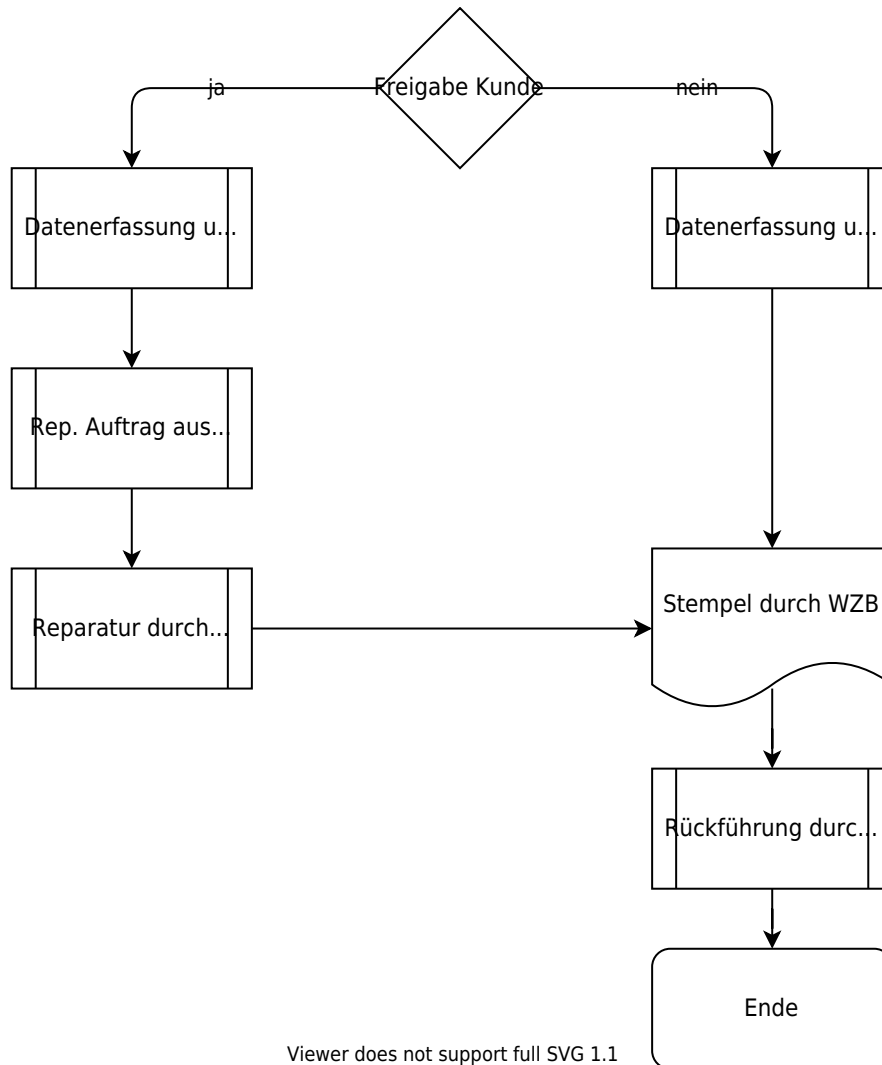 Freigabe Kunde
ja
nein
Datenerfassung u...
Datenerfassung u...
Rep. Auftrag aus...
Reparatur durch...
Stempel durch WZB
Rückführung durc...
Ende
Viewer does not support full SVG 1.1